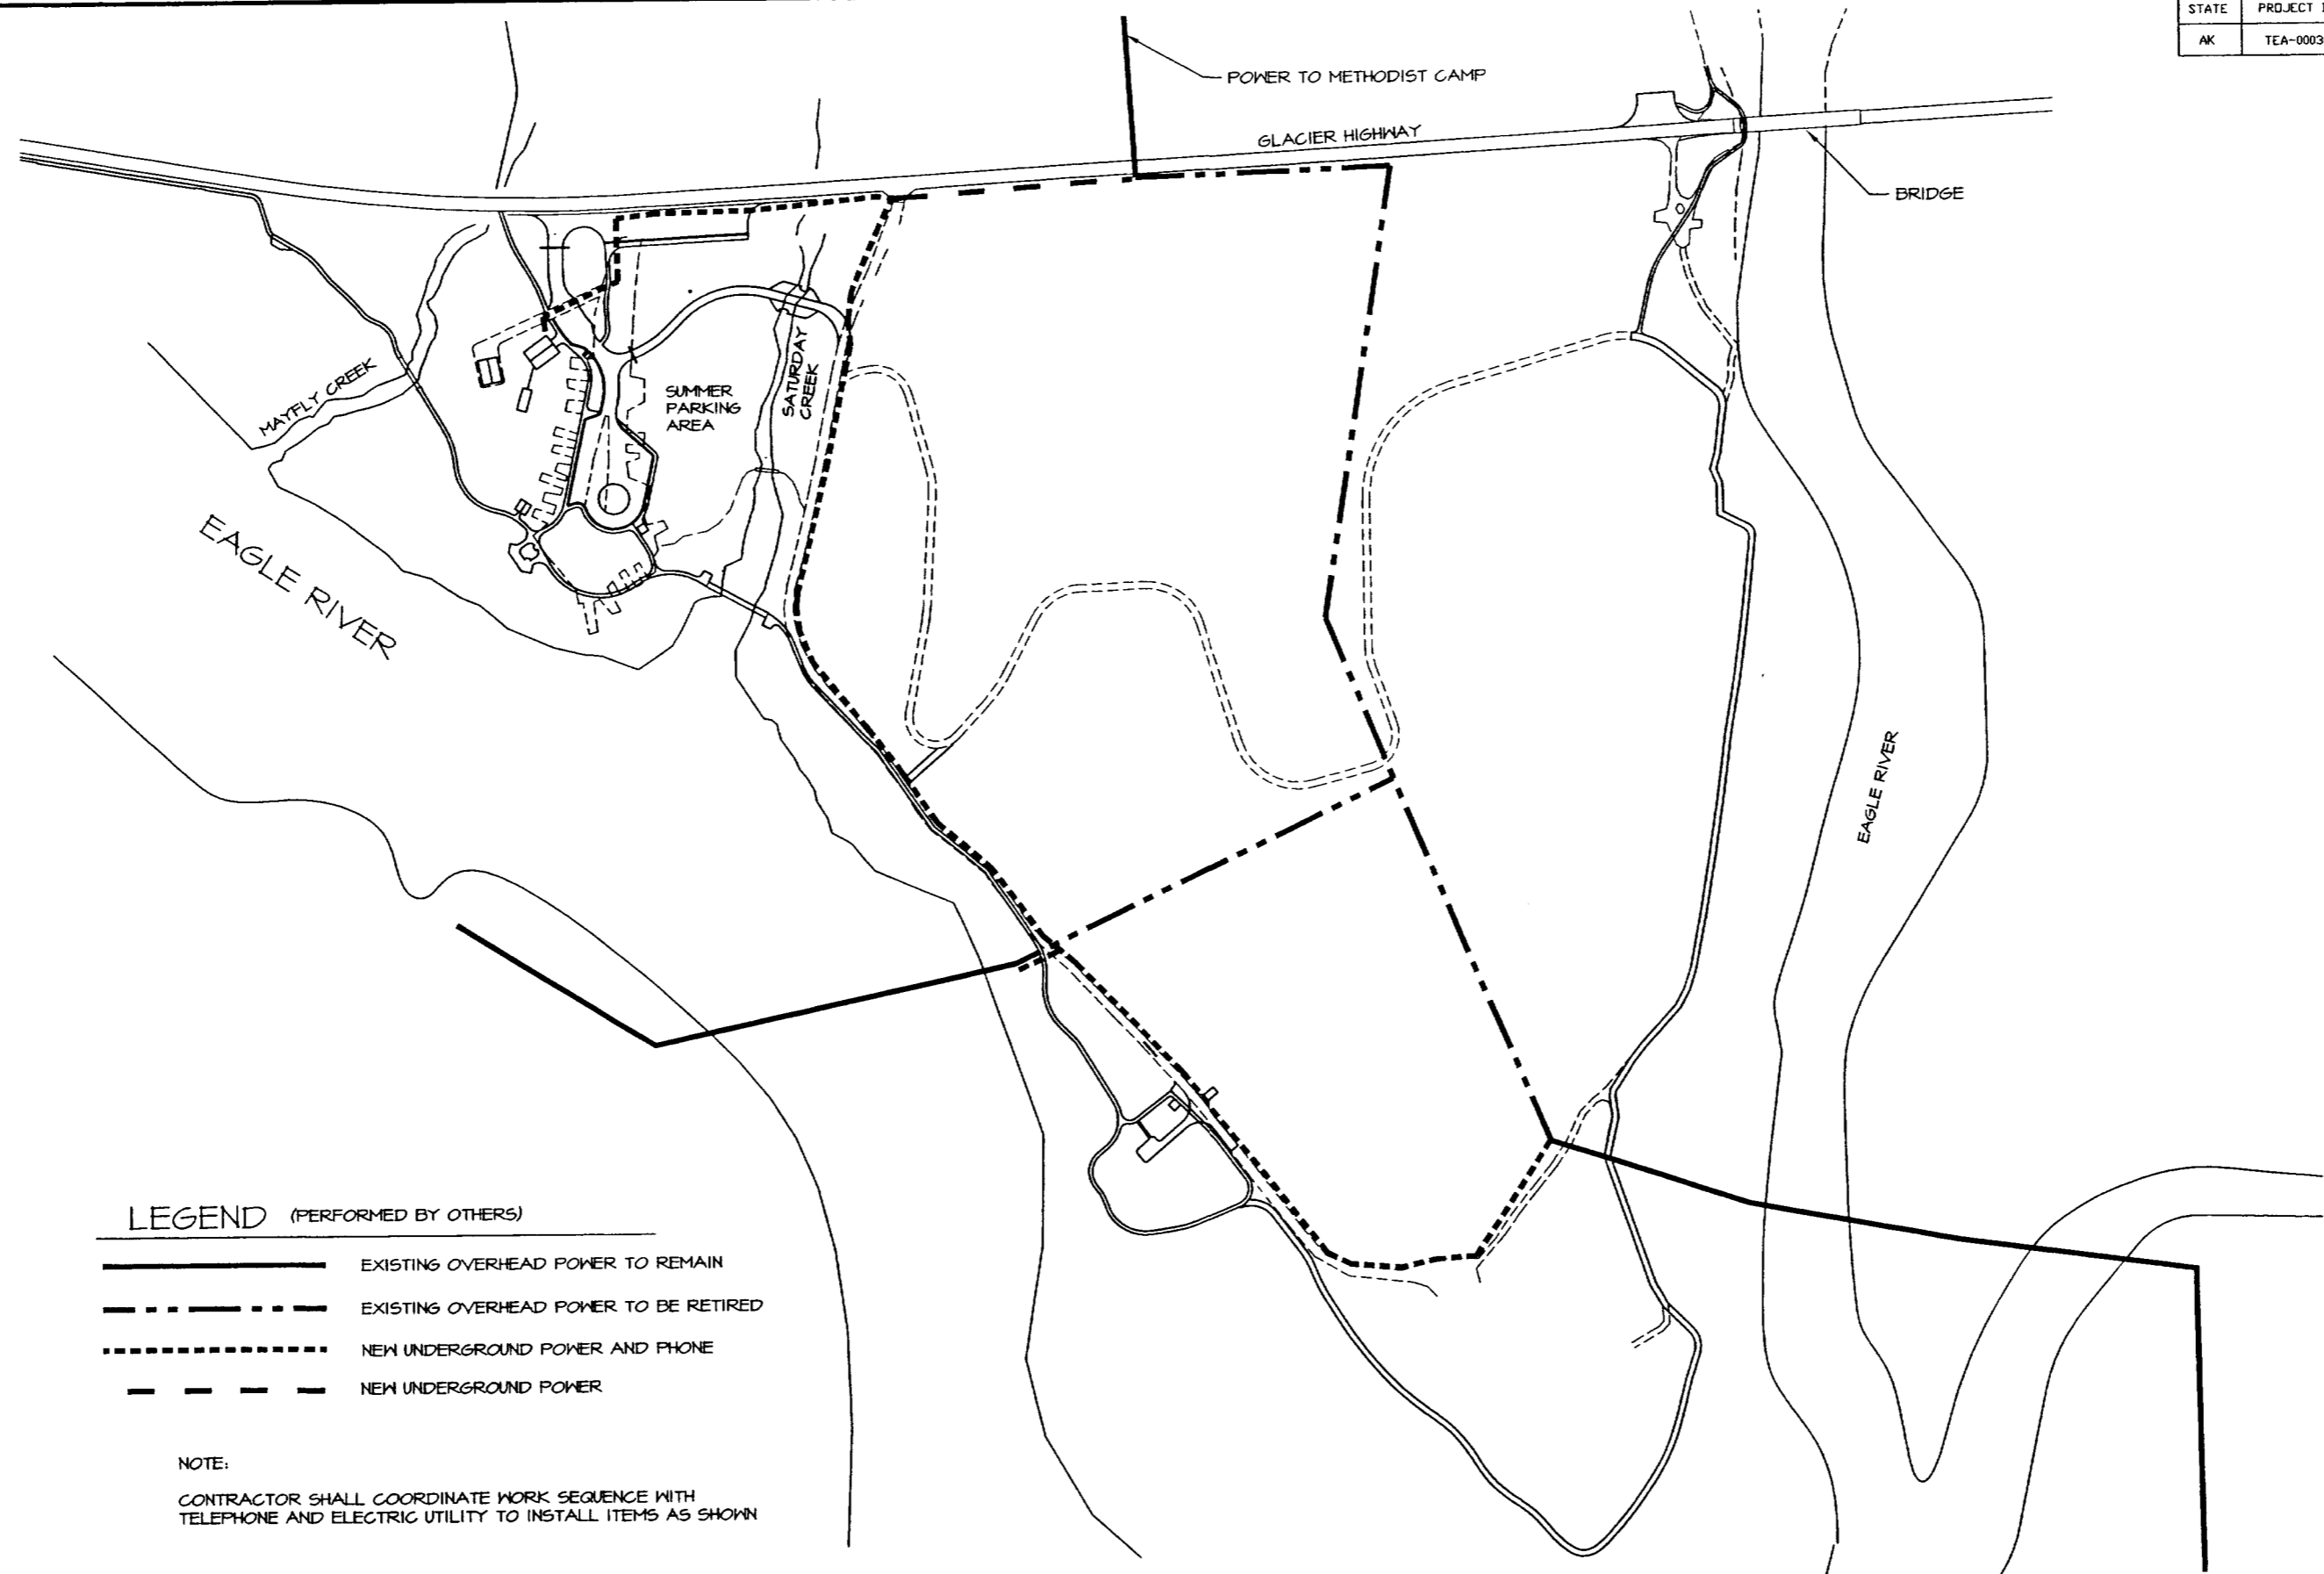 STATE PROJECT
AK TEA-0003
POWER TO METHODIST CAMP
GLACIER HIGHWAY
BRIDGE
MAYFLY CREEK
SUMMER
PARKING
AREA
SATURDAY
CREEK
EAGLE RIVER
EAGLE RIVER
LEGEND (PERFORMED BY OTHERS)
EXISTING OVERHEAD POWER TO REMAIN
EXISTING OVERHEAD POWER TO BE RETIRED
NEW UNDERGROUND POWER AND PHONE
NEW UNDERGROUND POWER
NOTE:
CONTRACTOR SHALL COORDINATE WORK SEQUENCE WITH
TELEPHONE AND ELECTRIC UTILITY TO INSTALL ITEMS AS SHOWN